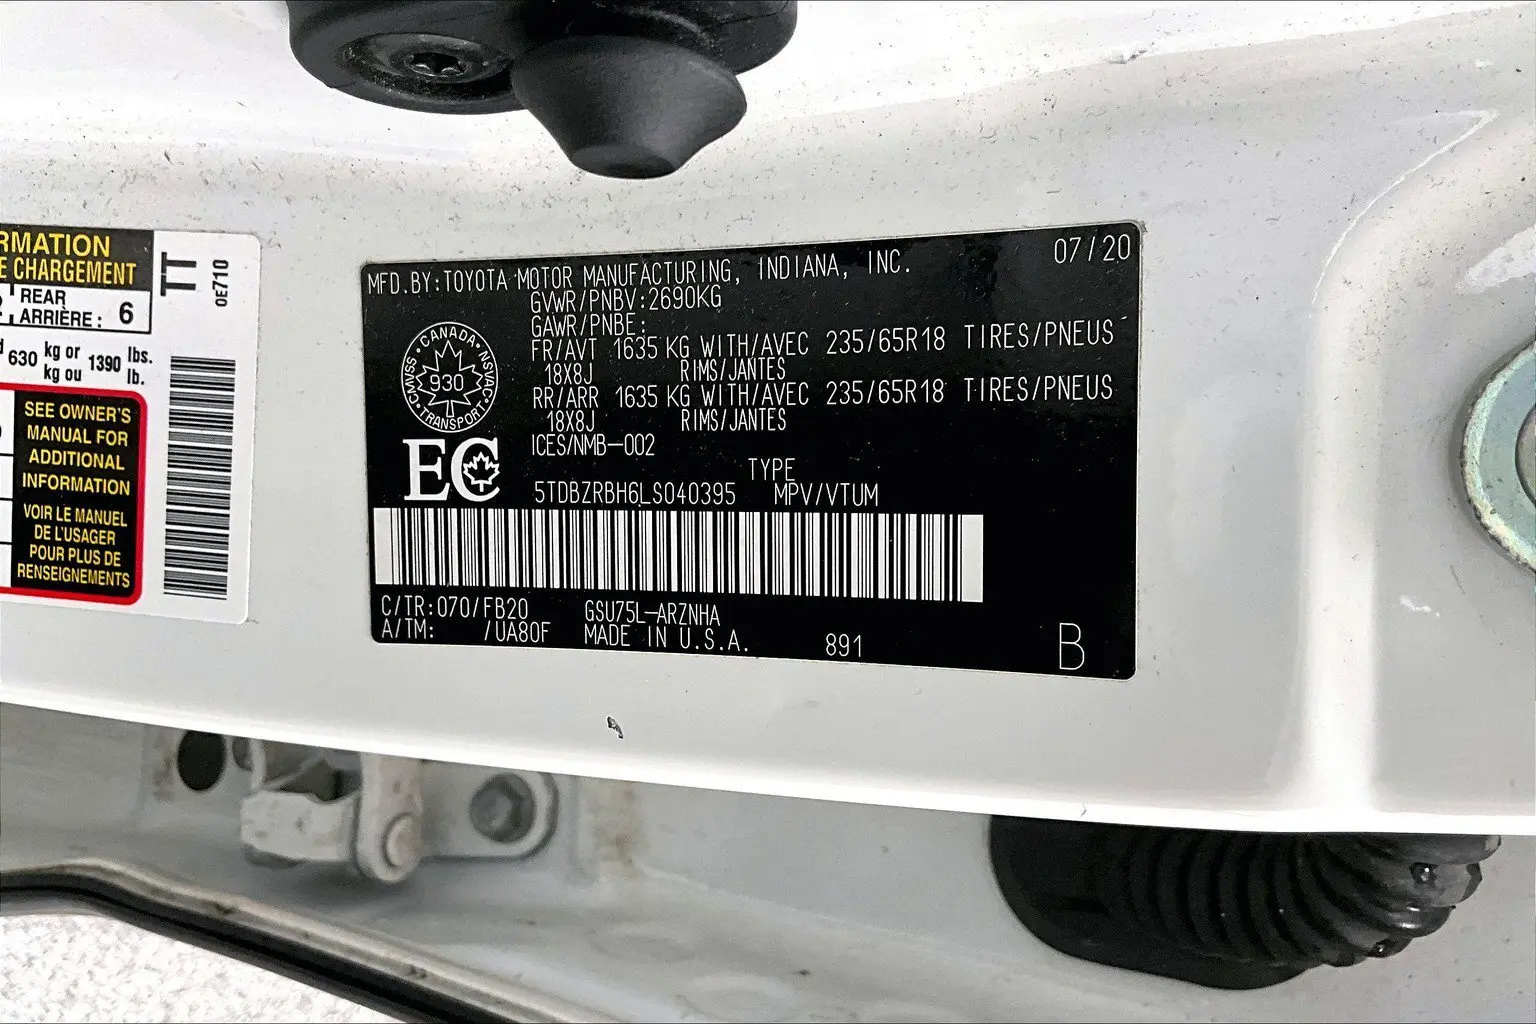 RMATION
E CHARGEMENT
REAR
ARRIÈRE : 6
630 kg or 1390 lbs.
kg ou lb.
SEE OWNER'S
MANUAL FOR
ADDITIONAL
INFORMATION
VOIR LE MANUEL
DE L'USAGER
POUR PLUS DE
RENSEIGNEMENTS
TT
0E710
07/20
MFD.BY:TOYOTA MOTOR MANUFACTURING, INDIANA, INC.
GVWR/PNBV:2690KG
GAWR/PNBE:
FR/AVT 1635 KG WITH/AVEC 235/65R18 TIRES/PNEUS
18X8J RIMS/JANTES
RR/ARR 1635 KG WITH/AVEC 235/65R18 TIRES/PNEUS
18X8J RIMS/JANTES
ICES/NMB-002
CANADA · NSVAC · TRANSPORT · CMVSS
930
EC
TYPE
5TDBZRBH6LS040395 MPV/VTUM
C/TR:070/FB20 GSU75L-ARZNHA
A/TM: /UA80F MADE IN U.S.A. 891
B